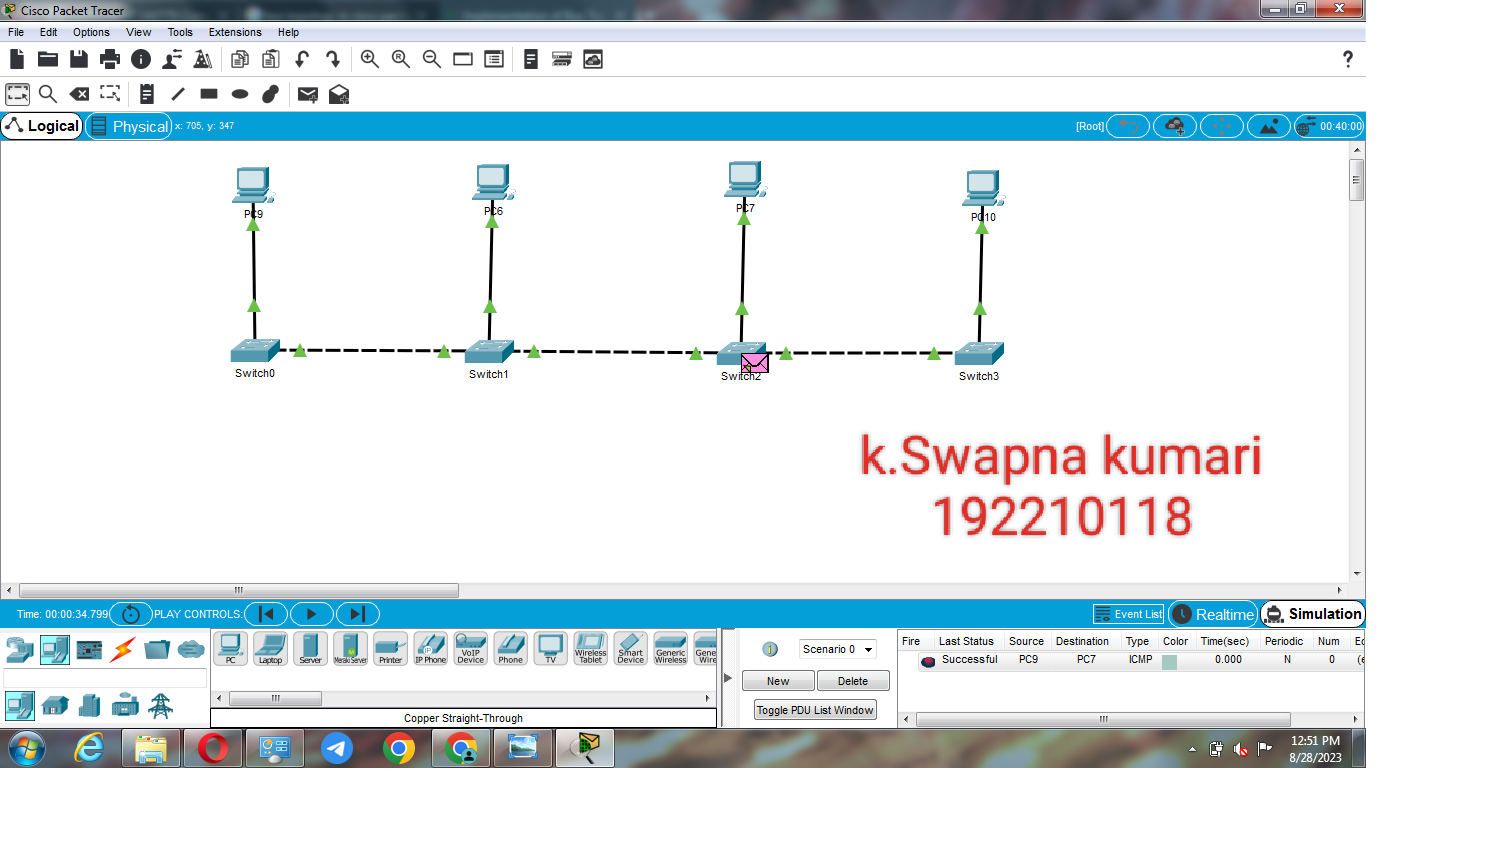 Cisco Packet Tracer
File Edit Options View Tools Extensions Help
Logical Physical x: 705, y: 347 [Root] 00:40:00
PC9 PC6 PC7 PC10
Switch0 Switch1 Switch2 Switch3
k.Swapna kumari
192210118
Time: 00:00:34.799 PLAY CONTROLS: Event List Realtime Simulation
PC Laptop Server Meraki Server Printer IP Phone VoIP Device Phone TV Wireless Tablet Smart Device Generic Wireless Gene Wire
Copper Straight-Through
Scenario 0
New Delete
Toggle PDU List Window
Fire Last Status Source Destination Type Color Time(sec) Periodic Num Ec
Successful PC9 PC7 ICMP 0.000 N 0 (e
12:51 PM
8/28/2023